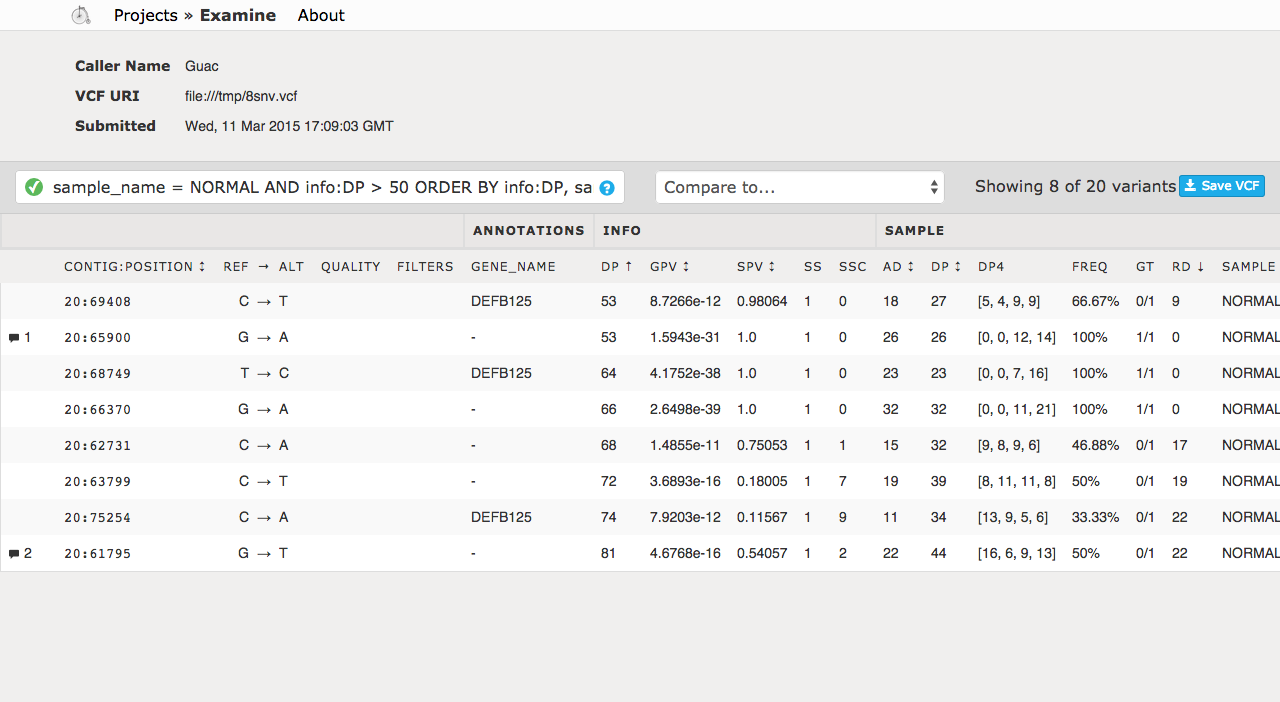 Projects » Examine About
Caller Name Guac
VCF URI file:///tmp/8snv.vcf
Submitted Wed, 11 Mar 2015 17:09:03 GMT
sample_name = NORMAL AND info:DP > 50 ORDER BY info:DP, sa ? Compare to... Showing 8 of 20 variants Save VCF
ANNOTATIONS INFO SAMPLE
CONTIG:POSITION ↕ REF → ALT QUALITY FILTERS GENE_NAME DP ↑ GPV ↕ SPV ↕ SS SSC AD ↕ DP ↕ DP4 FREQ GT RD ↓ SAMPLE
20:69408 C → T DEFB125 53 8.7266e-12 0.98064 1 0 18 27 [5, 4, 9, 9] 66.67% 0/1 9 NORMAL
1 20:65900 G → A - 53 1.5943e-31 1.0 1 0 26 26 [0, 0, 12, 14] 100% 1/1 0 NORMAL
20:68749 T → C DEFB125 64 4.1752e-38 1.0 1 0 23 23 [0, 0, 7, 16] 100% 1/1 0 NORMAL
20:66370 G → A - 66 2.6498e-39 1.0 1 0 32 32 [0, 0, 11, 21] 100% 1/1 0 NORMAL
20:62731 C → A - 68 1.4855e-11 0.75053 1 1 15 32 [9, 8, 9, 6] 46.88% 0/1 17 NORMAL
20:63799 C → T - 72 3.6893e-16 0.18005 1 7 19 39 [8, 11, 11, 8] 50% 0/1 19 NORMAL
20:75254 C → A DEFB125 74 7.9203e-12 0.11567 1 9 11 34 [13, 9, 5, 6] 33.33% 0/1 22 NORMAL
2 20:61795 G → T - 81 4.6768e-16 0.54057 1 2 22 44 [16, 6, 9, 13] 50% 0/1 22 NORMAL